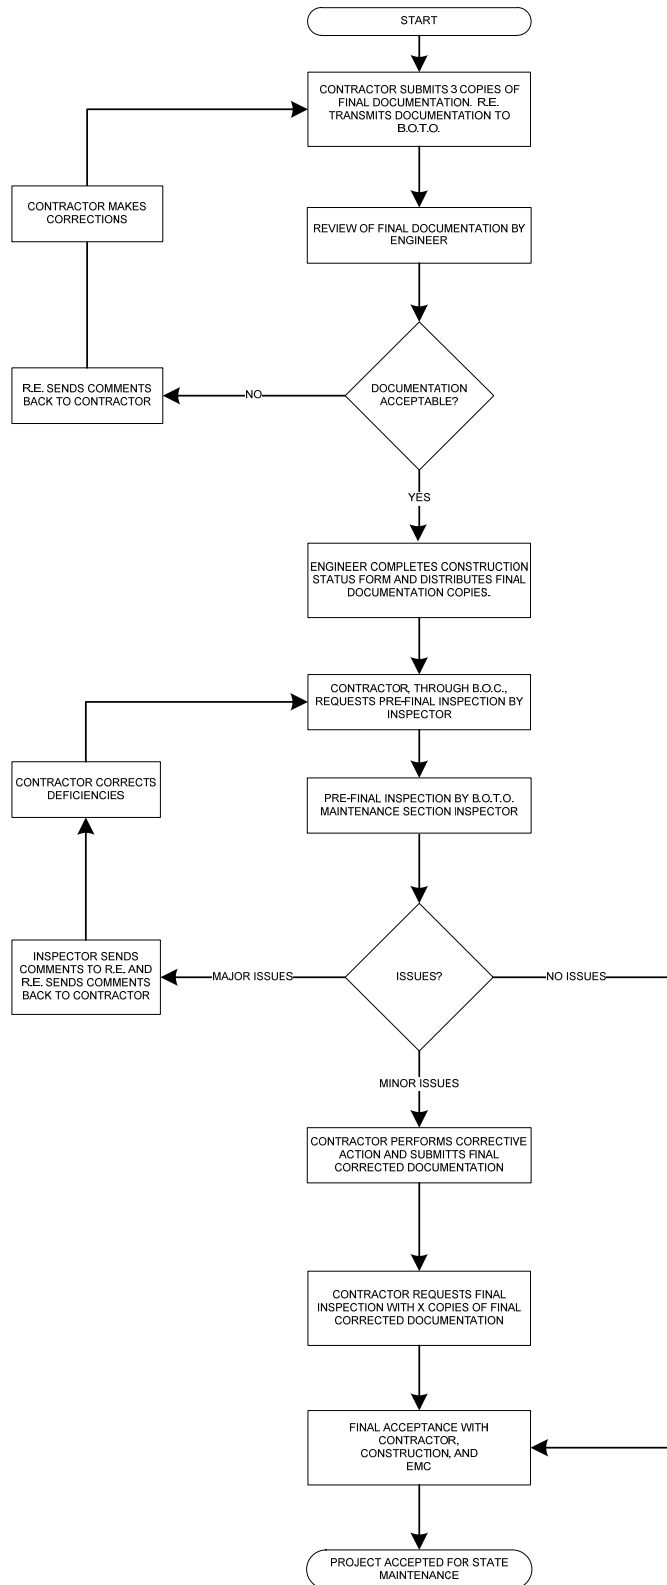 START
CONTRACTOR SUBMITS 3 COPIES OF
FINAL DOCUMENTATION. R.E.
TRANSMITS DOCUMENTATION TO
B.O.T.O.
CONTRACTOR MAKES
CORRECTIONS
REVIEW OF FINAL DOCUMENTATION BY
ENGINEER
R.E. SENDS COMMENTS
BACK TO CONTRACTOR
NO
DOCUMENTATION
ACCEPTABLE?
YES
ENGINEER COMPLETES CONSTRUCTION
STATUS FORM AND DISTRIBUTES FINAL
DOCUMENTATION COPIES.
CONTRACTOR, THROUGH B.O.C.,
REQUESTS PRE-FINAL INSPECTION BY
INSPECTOR
CONTRACTOR CORRECTS
DEFICIENCIES
PRE-FINAL INSPECTION BY B.O.T.O.
MAINTENANCE SECTION INSPECTOR
INSPECTOR SENDS
COMMENTS TO R.E. AND
R.E. SENDS COMMENTS
BACK TO CONTRACTOR
MAJOR ISSUES
ISSUES?
NO ISSUES
MINOR ISSUES
CONTRACTOR PERFORMS CORRECTIVE
ACTION AND SUBMITTS FINAL
CORRECTED DOCUMENTATION
CONTRACTOR REQUESTS FINAL
INSPECTION WITH X COPIES OF FINAL
CORRECTED DOCUMENTATION
FINAL ACCEPTANCE WITH
CONTRACTOR,
CONSTRUCTION, AND
EMC
PROJECT ACCEPTED FOR STATE
MAINTENANCE